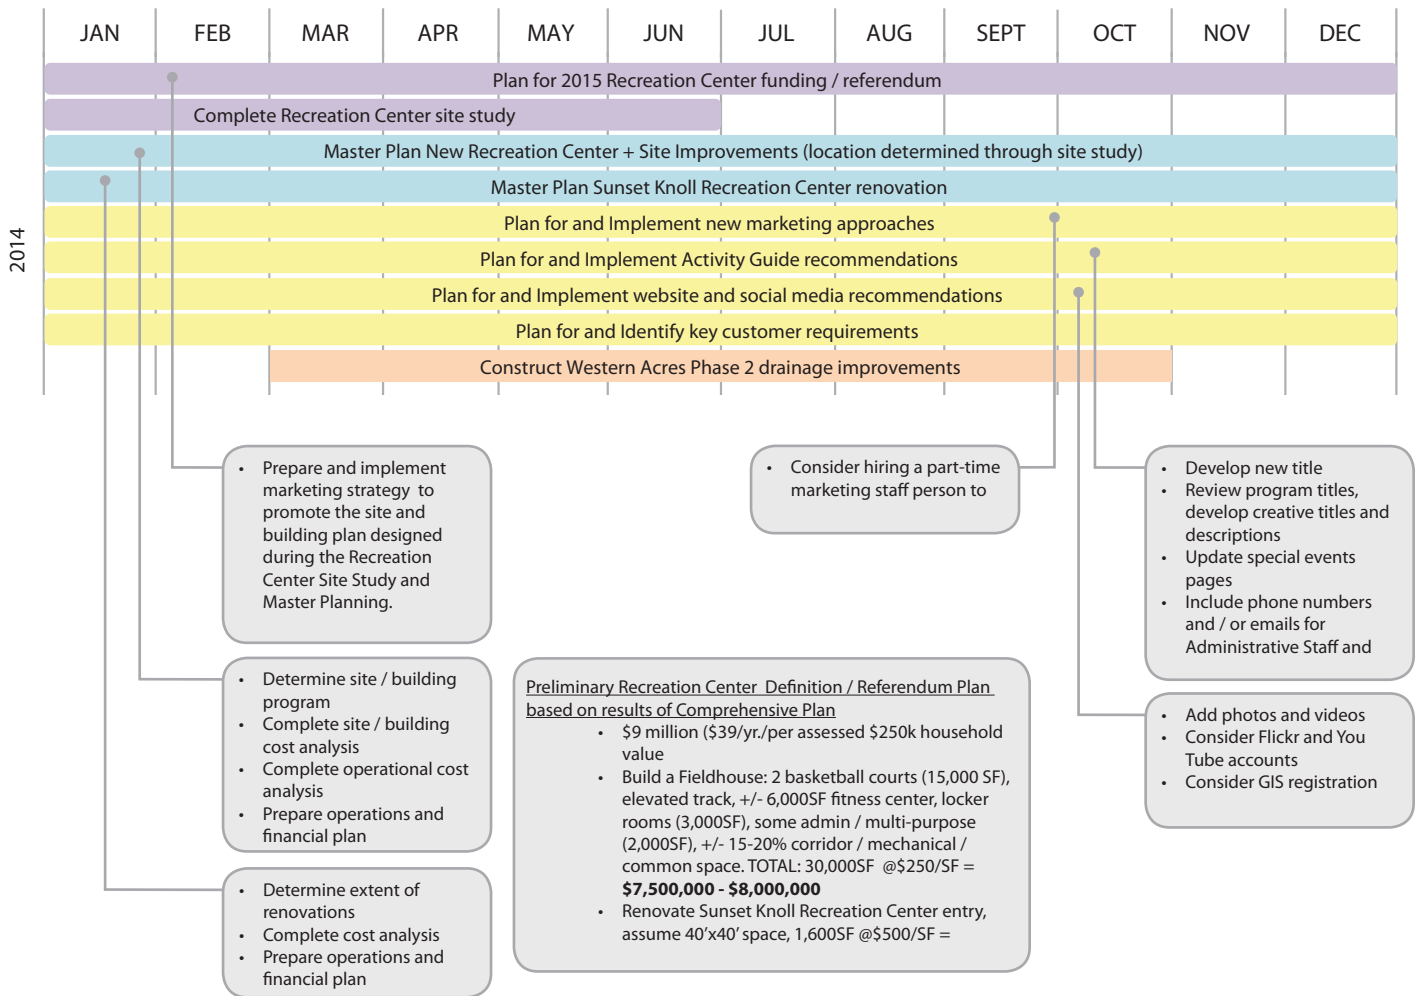 JAN FEB MAR APR MAY JUN JUL AUG SEPT OCT NOV DEC
2014
Plan for 2015 Recreation Center funding / referendum
Complete Recreation Center site study
Master Plan New Recreation Center + Site Improvements (location determined through site study)
Master Plan Sunset Knoll Recreation Center renovation
Plan for and Implement new marketing approaches
Plan for and Implement Activity Guide recommendations
Plan for and Implement website and social media recommendations
Plan for and Identify key customer requirements
Construct Western Acres Phase 2 drainage improvements
• Prepare and implement
marketing strategy to
promote the site and
building plan designed
during the Recreation
Center Site Study and
Master Planning.
• Determine site / building
program
• Complete site / building
cost analysis
• Complete operational cost
analysis
• Prepare operations and
financial plan
• Determine extent of
renovations
• Complete cost analysis
• Prepare operations and
financial plan
Preliminary Recreation Center Definition / Referendum Plan
based on results of Comprehensive Plan
• $9 million ($39/yr./per assessed $250k household
value
• Build a Fieldhouse: 2 basketball courts (15,000 SF),
elevated track, +/- 6,000SF fitness center, locker
rooms (3,000SF), some admin / multi-purpose
(2,000SF), +/- 15-20% corridor / mechanical /
common space. TOTAL: 30,000SF @$250/SF =
$7,500,000 - $8,000,000
• Renovate Sunset Knoll Recreation Center entry,
assume 40'x40' space, 1,600SF @$500/SF =
• Consider hiring a part-time
marketing staff person to
• Develop new title
• Review program titles,
develop creative titles and
descriptions
• Update special events
pages
• Include phone numbers
and / or emails for
Administrative Staff and
• Add photos and videos
• Consider Flickr and You
Tube accounts
• Consider GIS registration